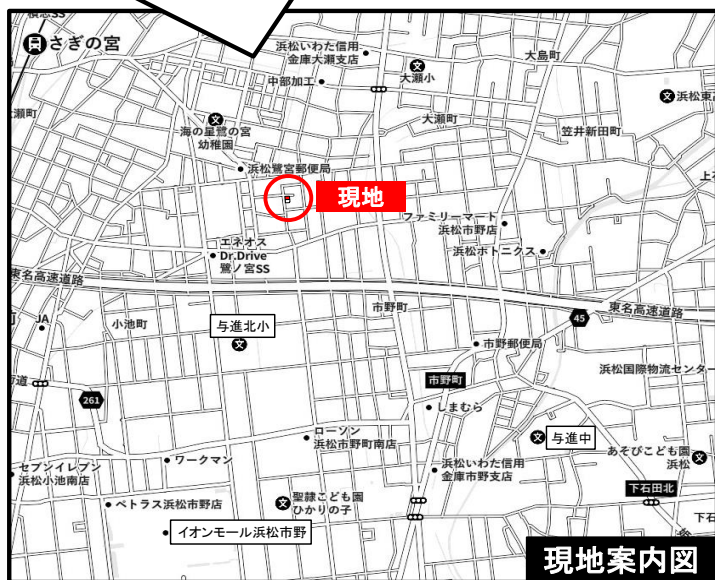 さぎの宮
浜松いわた信用
金庫大瀬支店
大瀬小
大島町
中部加工
海の星鷺の宮
幼稚園
大瀬町
笠井新田町
浜松鷺宮郵便局
現地
ファミリーマート
浜松市野店
浜松ボトニクス
エネオス
Dr.Drive
鷺ノ宮SS
東名高速道路
東名高速道路
JA
小池町
与進北小
市野町
45
市野郵便局
浜松国際物流センター
市野町
261
しまむら
ローソン
浜松市野町南店
与進中
ワークマン
セブンイレブン
浜松小池南店
浜松いわた信用
金庫市野支店
あそびこども園
浜松
下石田北
ペトラス浜松市野店
聖隷こども園
ひかりの子
イオンモール浜松市野
現地案内図